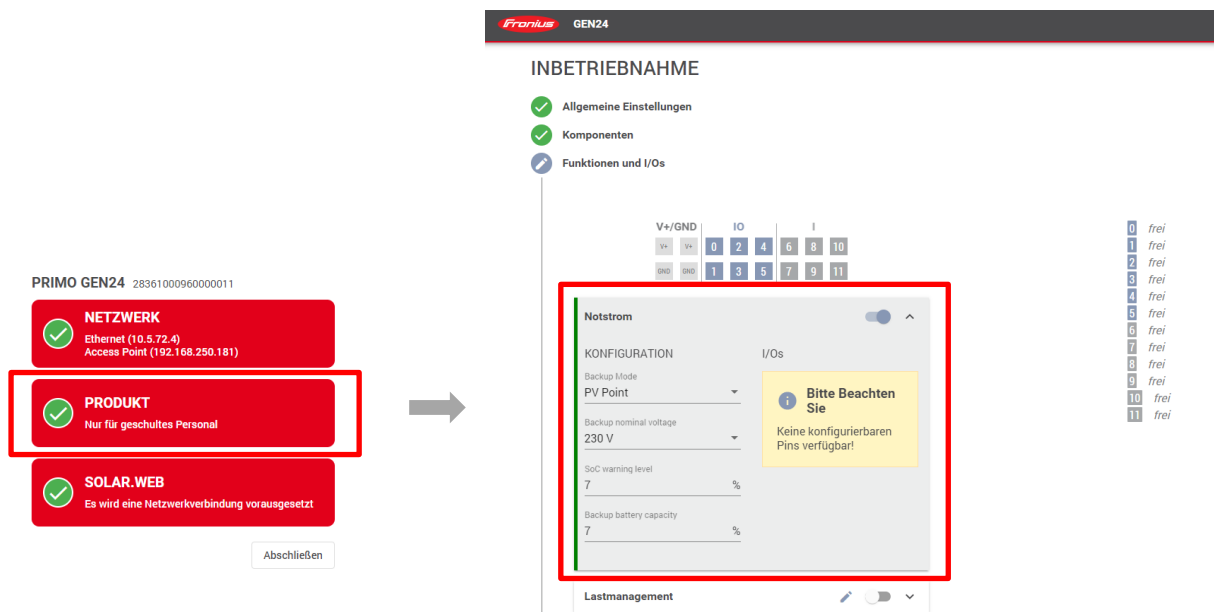 PRIMO GEN24 28361000960000011
NETZWERK
Ethernet (10.5.72.4)
Access Point (192.168.250.181)
PRODUKT
Nur für geschultes Personal
SOLAR.WEB
Es wird eine Netzwerkverbindung vorausgesetzt
Abschließen
Fronius GEN24
INBETRIEBNAHME
Allgemeine Einstellungen
Komponenten
Funktionen und I/Os
V+/GND IO I
V+ V+ 0 2 4 6 8 10
GND GND 1 3 5 7 9 11
0 frei
1 frei
2 frei
3 frei
4 frei
5 frei
6 frei
7 frei
8 frei
9 frei
10 frei
11 frei
Notstrom
KONFIGURATION
Backup Mode
PV Point
Backup nominal voltage
230 V
SoC warning level
7 %
Backup battery capacity
7 %
I/Os
Bitte Beachten
Sie
Keine konfigurierbaren
Pins verfügbar!
Lastmanagement